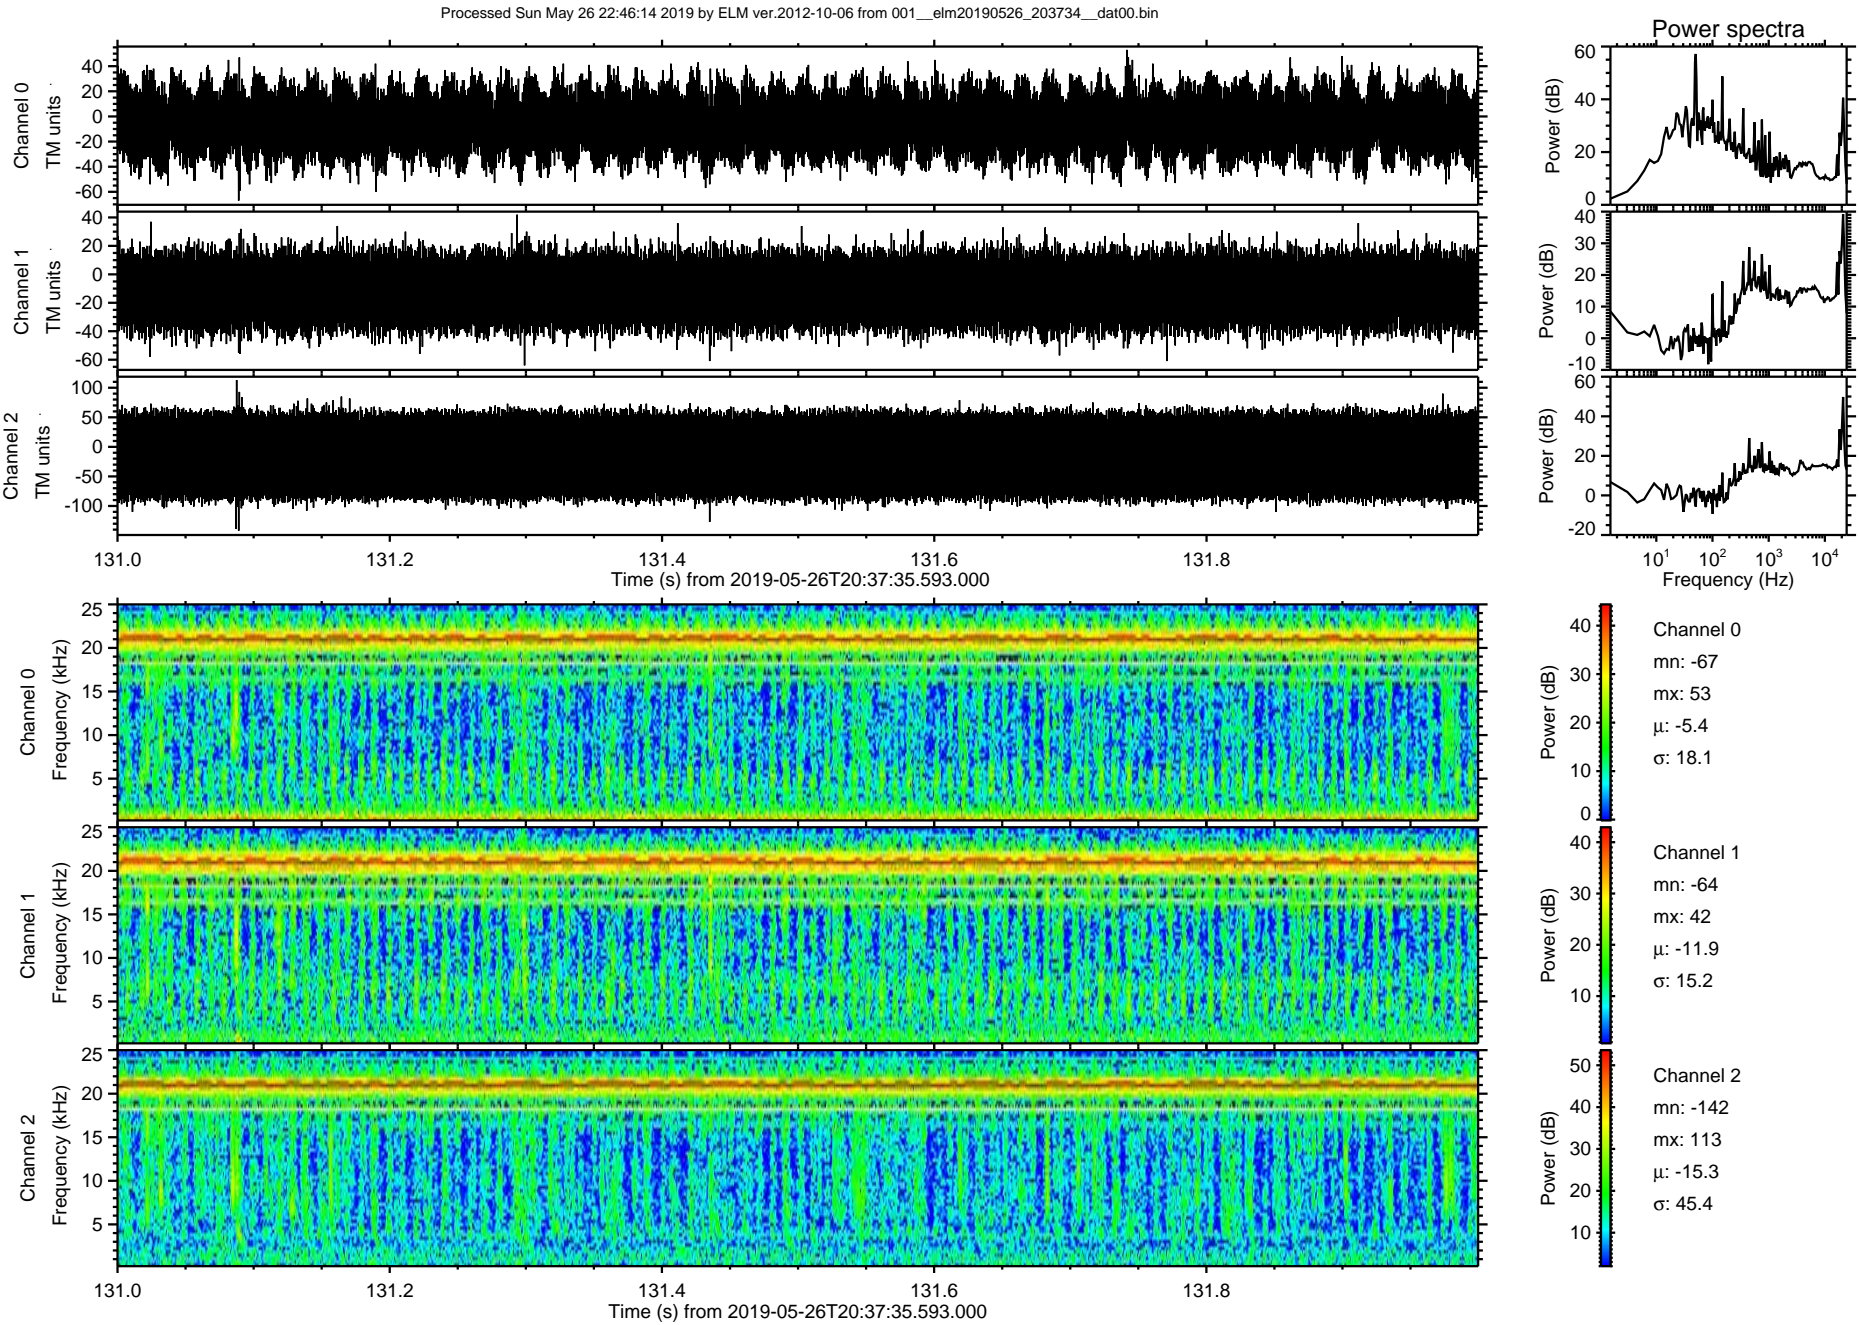 Processed Sun May 26 22:46:14 2019 by ELM ver.2012-10-06 from 001__elm20190526_203734__dat00.bin
Power spectra
Channel 0
TM units
40
20
0
-20
-40
-60
Power (dB)
60
40
20
0
Channel 1
TM units
40
20
0
-20
-40
-60
Power (dB)
40
30
20
10
0
-10
Channel 2
TM units
100
50
0
-50
-100
Power (dB)
60
40
20
0
-20
131.0 131.2 131.4 131.6 131.8
Time (s) from 2019-05-26T20:37:35.593.000
10^1 10^2 10^3 10^4
Frequency (Hz)
Channel 0
Frequency (kHz)
25
20
15
10
5
Power (dB)
40
30
20
10
0
Channel 0
mn: -67
mx: 53
μ: -5.4
σ: 18.1
Channel 1
Frequency (kHz)
25
20
15
10
5
Power (dB)
40
30
20
10
Channel 1
mn: -64
mx: 42
μ: -11.9
σ: 15.2
Channel 2
Frequency (kHz)
25
20
15
10
5
Power (dB)
50
40
30
20
10
Channel 2
mn: -142
mx: 113
μ: -15.3
σ: 45.4
131.0 131.2 131.4 131.6 131.8
Time (s) from 2019-05-26T20:37:35.593.000